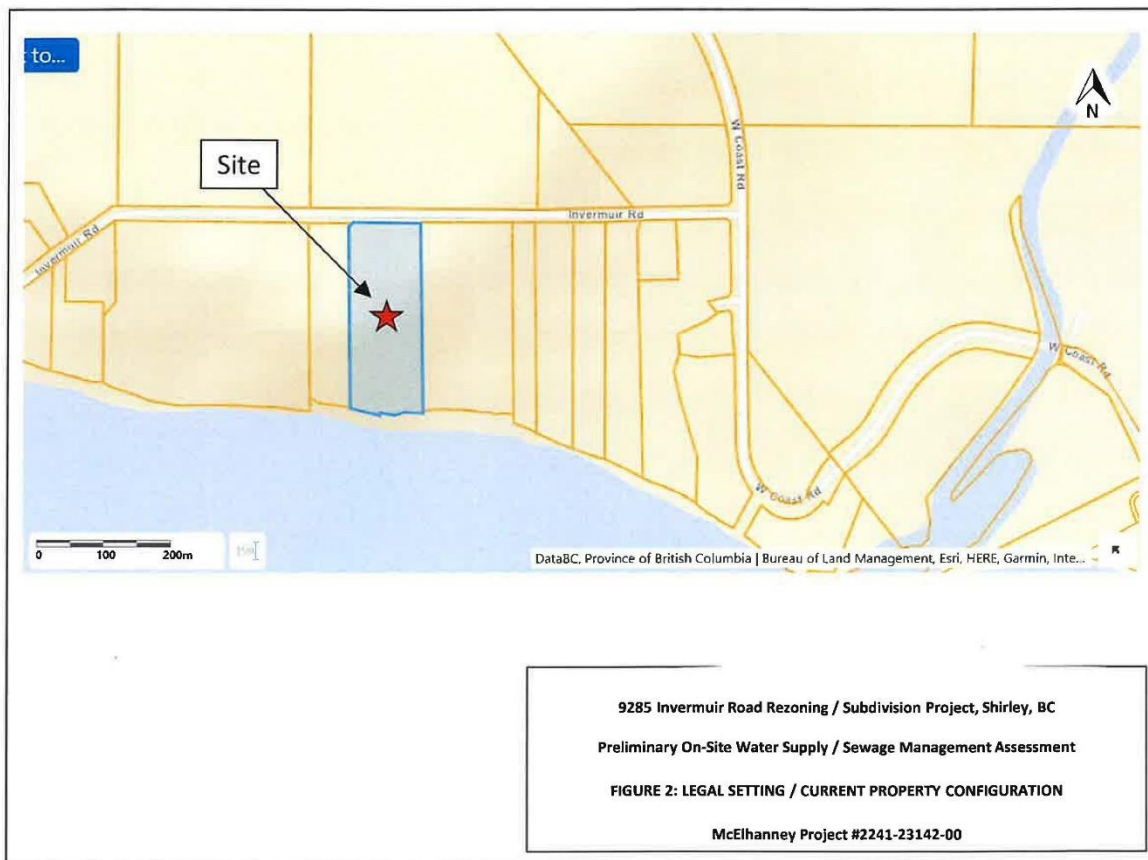 t to...
N
W Coast Rd
Site
Invermuir Rd
Invermuir Rd
W Coast Rd
W Coast Rd
0 100 200m
DataBC, Province of British Columbia | Bureau of Land Management, Esri, HERE, Garmin, Inte...
9285 Invermuir Road Rezoning / Subdivision Project, Shirley, BC
Preliminary On-Site Water Supply / Sewage Management Assessment
FIGURE 2: LEGAL SETTING / CURRENT PROPERTY CONFIGURATION
McElhanney Project #2241-23142-00